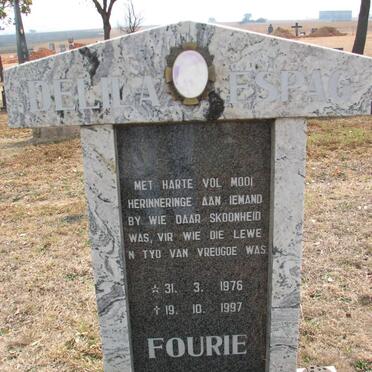 DELILA ESPAG
MET HARTE VOL MOOI
HERINNERINGE AAN IEMAND
BY WIE DAAR SKOONHEID
WAS, VIR WIE DIE LEWE
N TYD VAN VREUGDE WAS
☆ 31. 3. 1976
† 19. 10. 1997
FOURIE